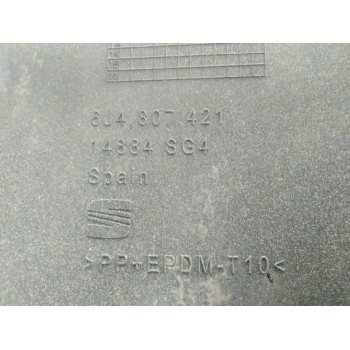 6J4.807.421
14884 SG4
Spain
>PP+EPDM-T10<